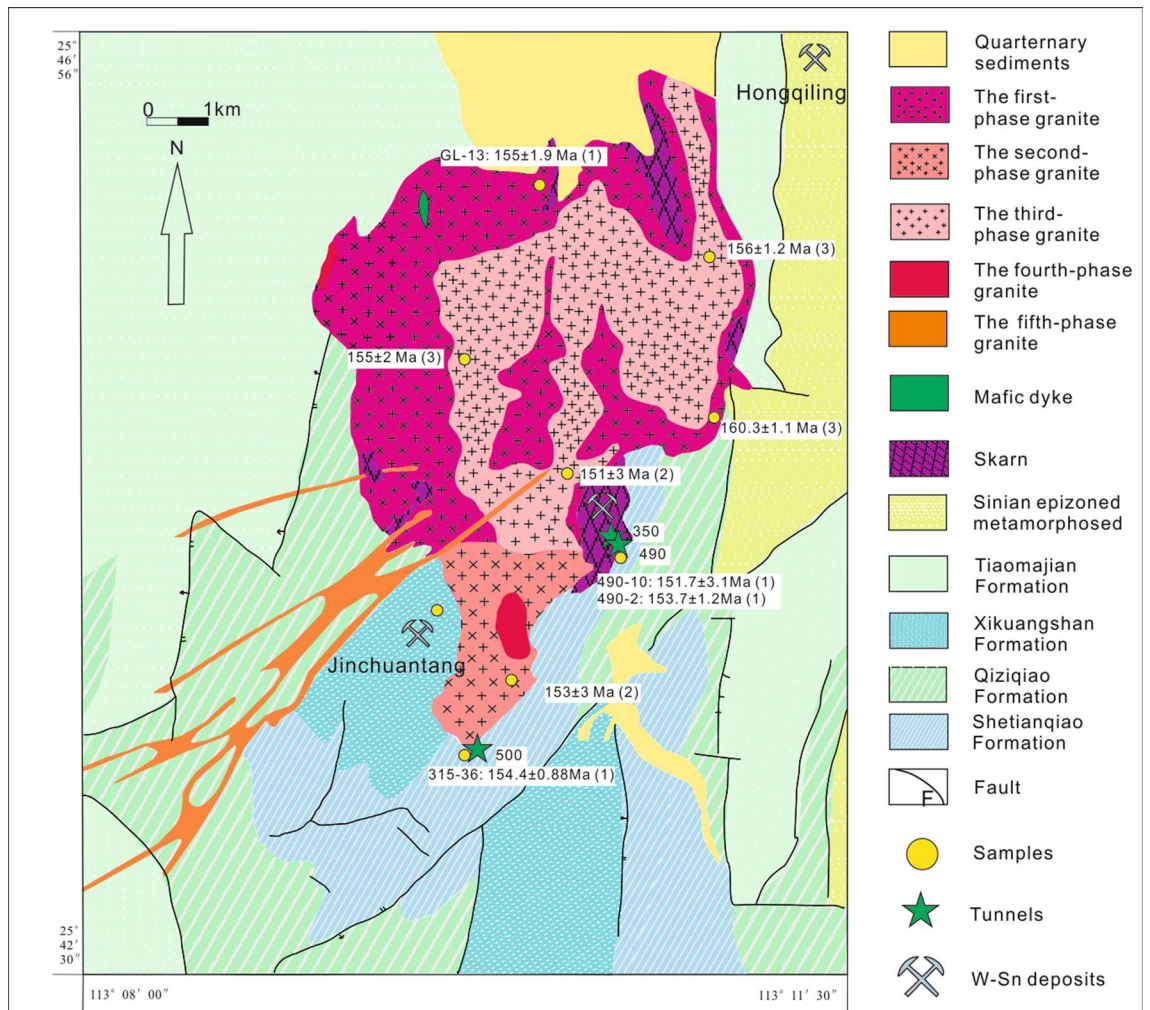 25°
46′
56″
Hongqiling
0 1km
N
GL-13: 155±1.9 Ma (1)
156±1.2 Ma (3)
155±2 Ma (3)
160.3±1.1 Ma (3)
151±3 Ma (2)
350
490
490-10: 151.7±3.1Ma (1)
490-2: 153.7±1.2Ma (1)
Jinchuantang
153±3 Ma (2)
500
315-36: 154.4±0.88Ma (1)
25°
42′
30″
113° 08′ 00″
113° 11′ 30″
Quarternary
sediments
The first-
phase granite
The second-
phase granite
The third-
phase granite
The fourth-phase
granite
The fifth-phase
granite
Mafic dyke
Skarn
Sinian epizoned
metamorphosed
Tiaomajian
Formation
Xikuangshan
Formation
Qiziqiao
Formation
Shetianqiao
Formation
F
Fault
Samples
Tunnels
W-Sn deposits